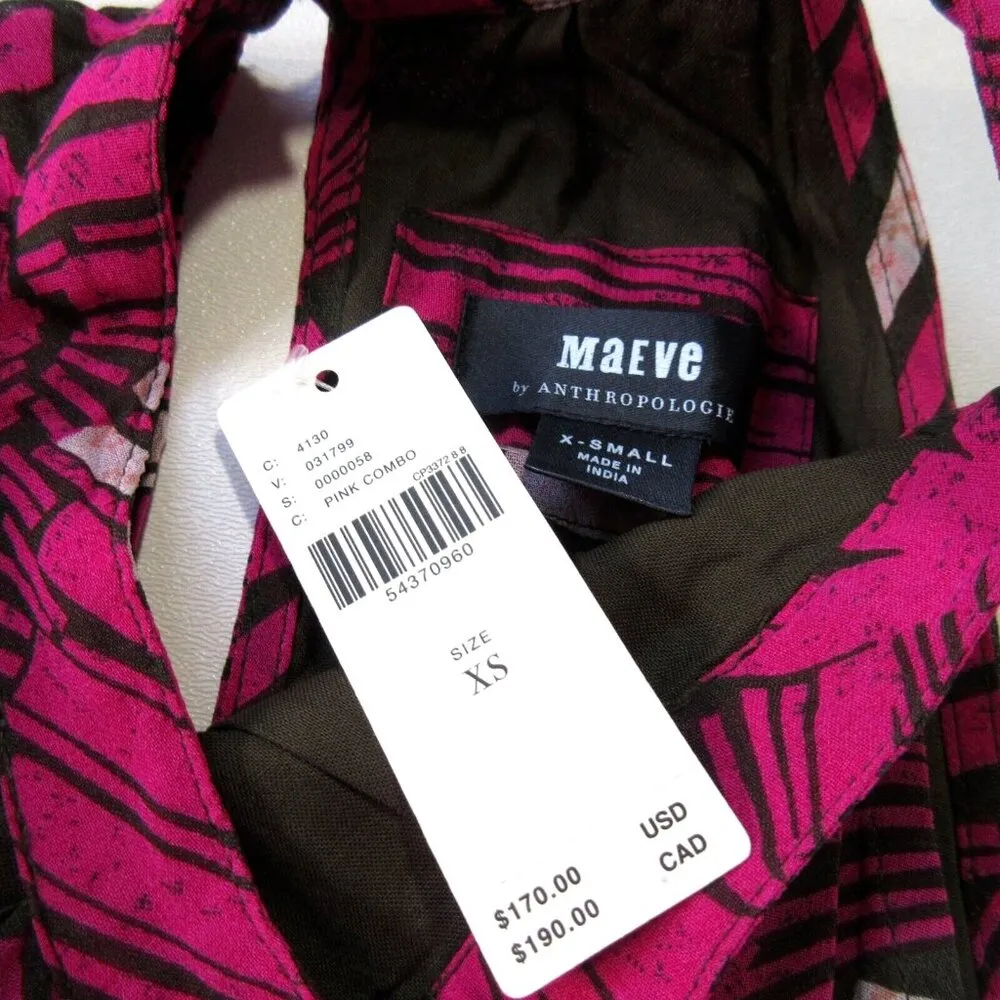 MaEVe
by ANTHROPOLOGIE
X-SMALL
MADE IN
INDIA
C: 4130
V: 031799
S: 0000058
C: PINK COMBO
CP3372 8 8
54370960
SIZE
XS
$170.00 USD
$190.00 CAD